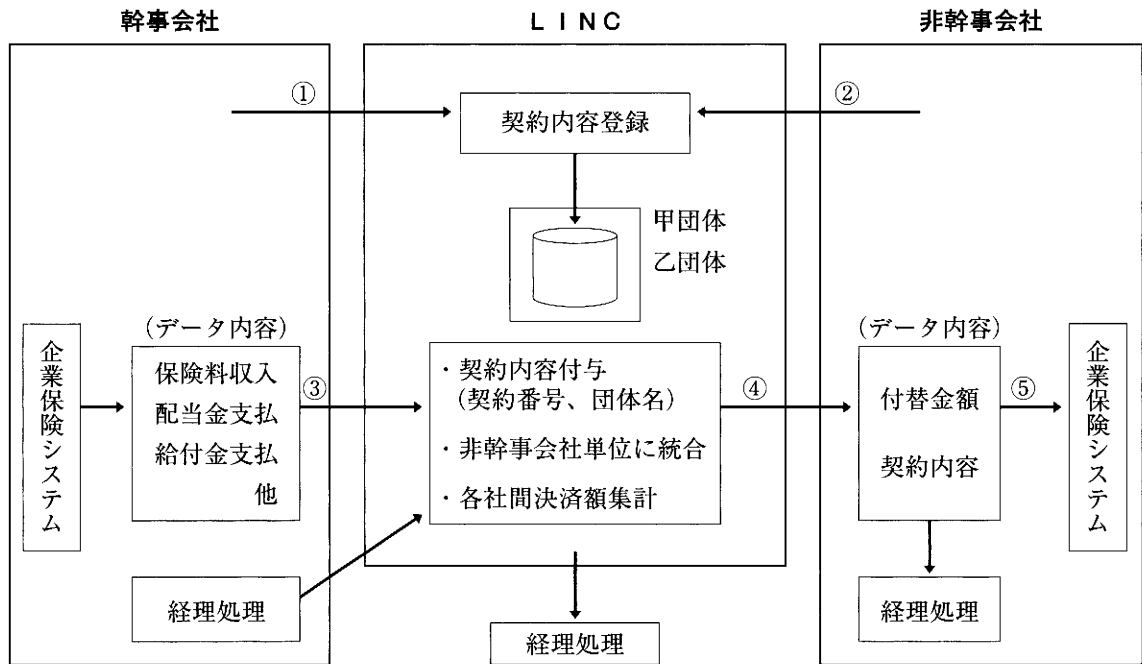 幹事会社
LINC
非幹事会社
①
②
契約内容登録
甲団体
乙団体
企業保険システム
(データ内容)
保険料収入
配当金支払
給付金支払
他
③
・契約内容付与
(契約番号、団体名)
・非幹事会社単位に統合
・各社間決済額集計
④
(データ内容)
付替金額
契約内容
⑤
企業保険システム
経理処理
経理処理
経理処理